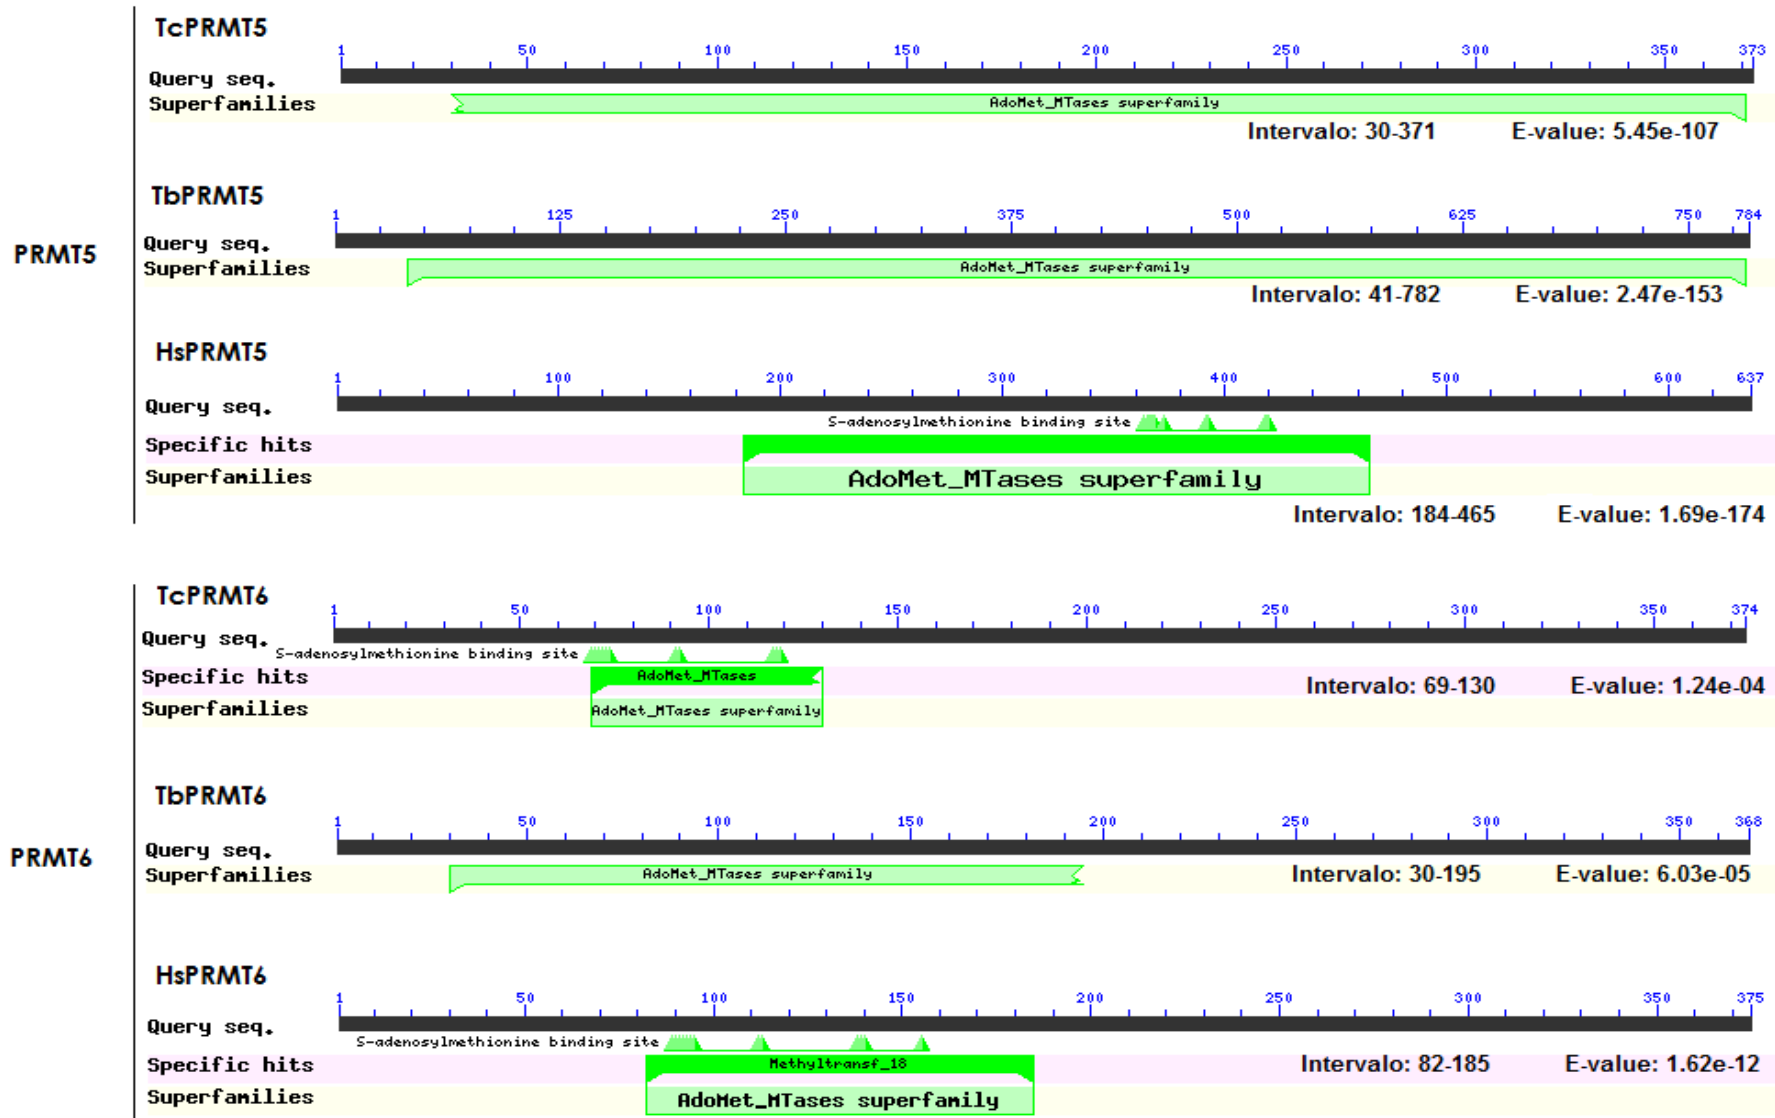 TcPRMT5
1 50 100 150 200 250 300 350 373
Query seq.
Superfamilies AdoMet_MTases superfamily
Intervalo: 30-371 E-value: 5.45e-107
TbPRMT5
1 125 250 375 500 625 750 784
PRMT5
Query seq.
Superfamilies AdoMet_MTases superfamily
Intervalo: 41-782 E-value: 2.47e-153
HsPRMT5
1 100 200 300 400 500 600 637
Query seq.
S-adenosylmethionine binding site
Specific hits
Superfamilies AdoMet_MTases superfamily
Intervalo: 184-465 E-value: 1.69e-174
TcPRMT6
1 50 100 150 200 250 300 350 374
Query seq.
S-adenosylmethionine binding site
Specific hits AdoMet_MTases Intervalo: 69-130 E-value: 1.24e-04
Superfamilies AdoMet_MTases superfamily
TbPRMT6
1 50 100 150 200 250 300 350 368
PRMT6
Query seq.
Superfamilies AdoMet_MTases superfamily Intervalo: 30-195 E-value: 6.03e-05
HsPRMT6
1 50 100 150 200 250 300 350 375
Query seq.
S-adenosylmethionine binding site
Specific hits Methyltransf_18 Intervalo: 82-185 E-value: 1.62e-12
Superfamilies AdoMet_MTases superfamily